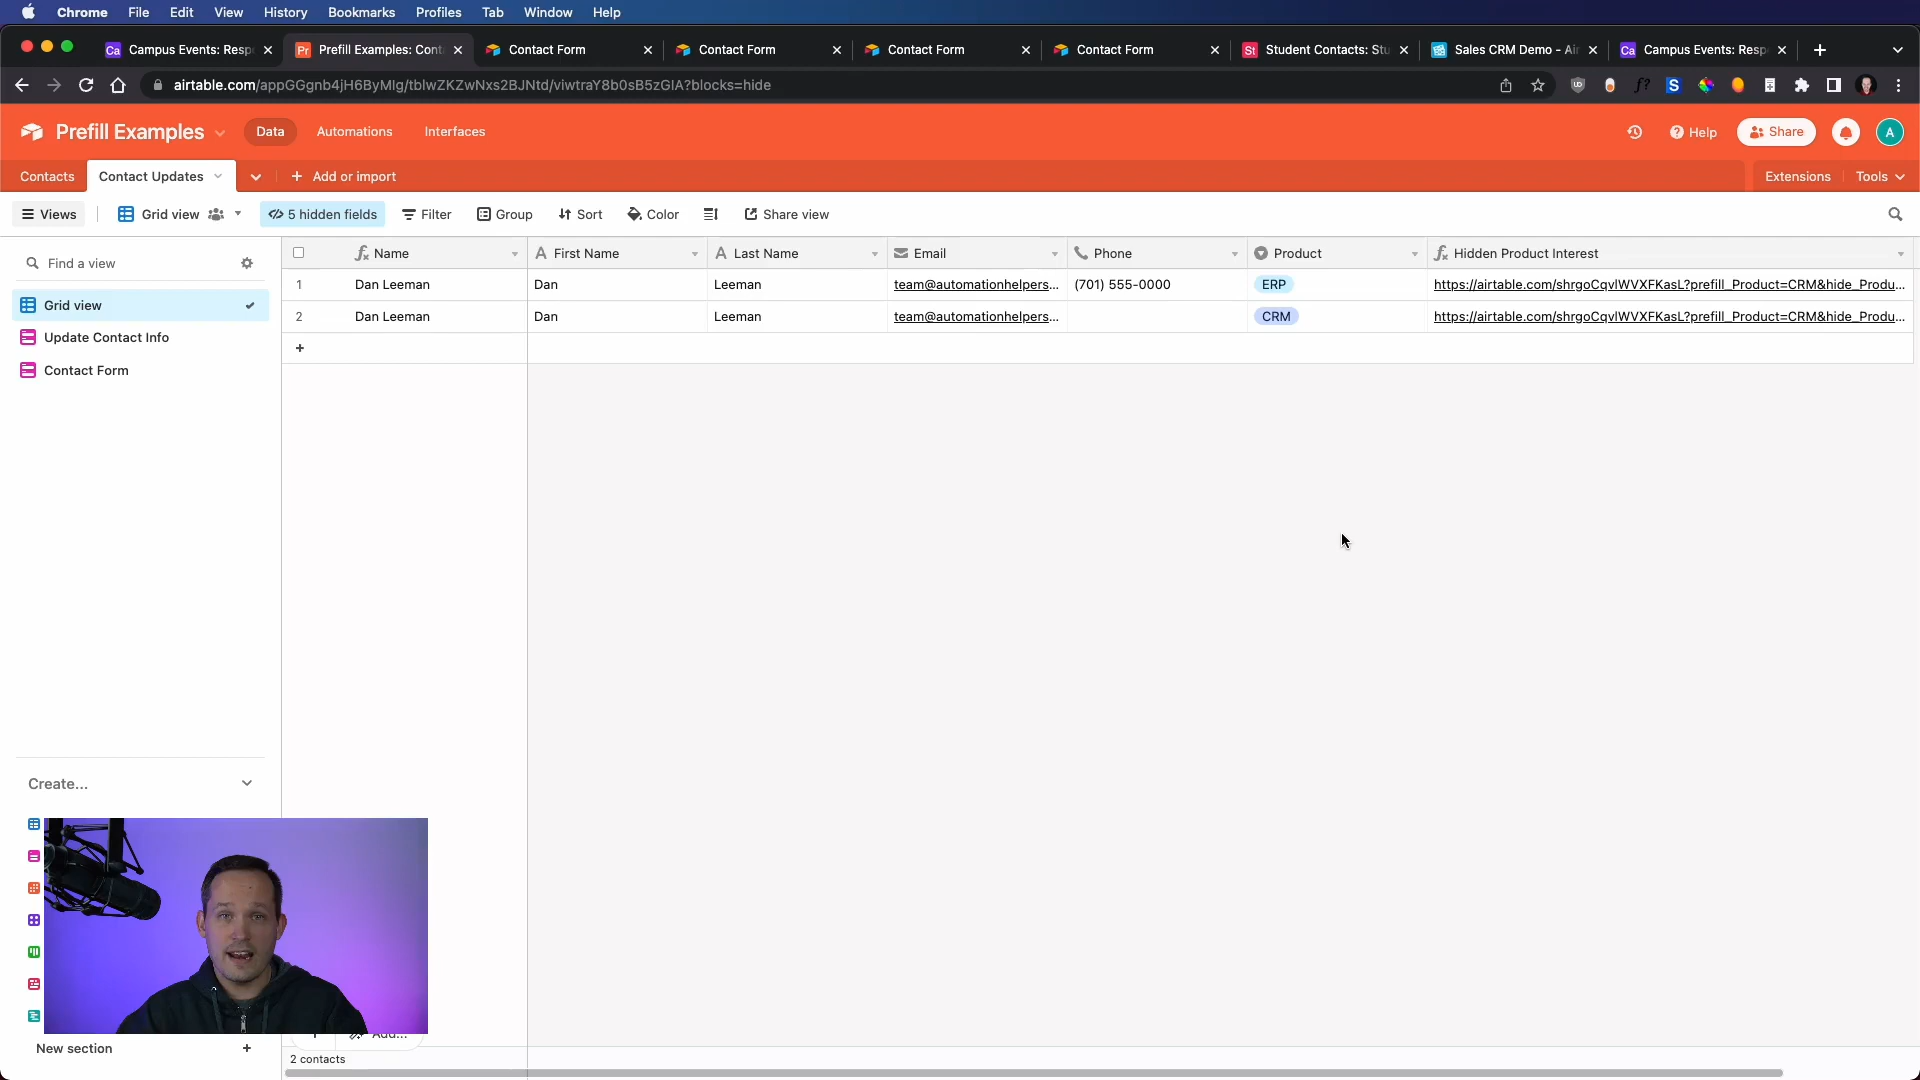 Chrome File Edit View History Bookmarks Profiles Tab Window Help
Ca Campus Events: Resp
Pr Prefill Examples: Cont
Contact Form
Contact Form
Contact Form
Contact Form
St Student Contacts: Stu
Sales CRM Demo - Air
Ca Campus Events: Resp
airtable.com/appGGgnb4jH6ByMlg/tblwZKZwNxs2BJNtd/viwtraY8b0sB5zGlA?blocks=hide
Prefill Examples Data Automations Interfaces Help Share A
Contacts Contact Updates + Add or import Extensions Tools
Views Grid view 5 hidden fields Filter Group Sort Color Share view
Find a view
Grid view
Update Contact Info
Contact Form
Name First Name Last Name Email Phone Product Hidden Product Interest
1 Dan Leeman Dan Leeman team@automationhelpers... (701) 555-0000 ERP https://airtable.com/shrgoCqvlWVXFKasL?prefill_Product=CRM&hide_Produ...
2 Dan Leeman Dan Leeman team@automationhelpers... CRM https://airtable.com/shrgoCqvlWVXFKasL?prefill_Product=CRM&hide_Produ...
+
Create...
Add...
New section +
2 contacts